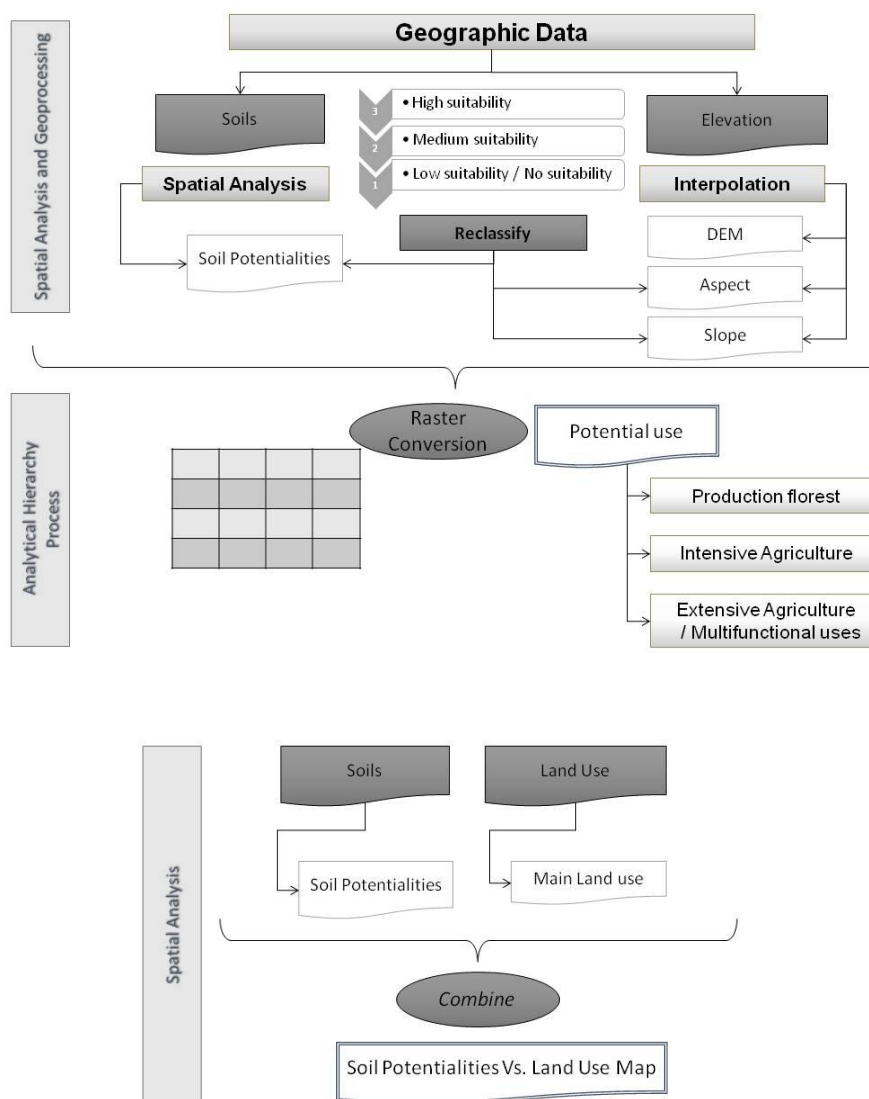 Spatial Analysis and Geoprocessing
Geographic Data
Soils
3
• High suitability
2
• Medium suitability
1
• Low suitability / No suitability
Elevation
Spatial Analysis
Interpolation
Reclassify
Soil Potentialities
DEM
Aspect
Slope
Analytical Hierarchy
Process
Raster
Conversion
Potential use
Production florest
Intensive Agriculture
Extensive Agriculture
/ Multifunctional uses
Spatial Analysis
Soils
Land Use
Soil Potentialities
Main Land use
Combine
Soil Potentialities Vs. Land Use Map